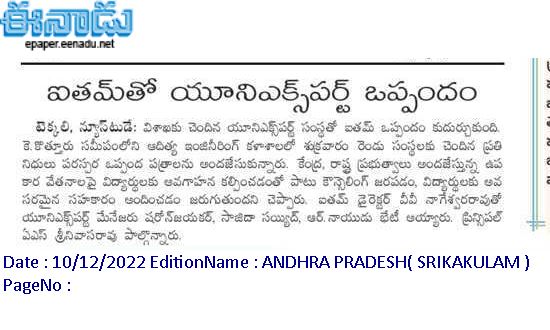 ఈనాడు
epaper.eenadu.net
ఐతమ్‌తో యూనిఎక్స్‌పర్ట్ ఒప్పందం
టెక్కలి, న్యూస్‌టుడే: విశాఖకు చెందిన యూనిఎక్స్‌పర్ట్ సంస్థతో ఐతమ్ ఒప్పందం కుదుర్చుకుంది.
కె.కొత్తూరు సమీపంలోని ఆదిత్య ఇంజినీరింగ్ కళాశాలలో శుక్రవారం రెండు సంస్థలకు చెందిన ప్రతి
నిధులు పరస్పర ఒప్పంద పత్రాలను అందజేసుకున్నారు. కేంద్ర, రాష్ట్ర ప్రభుత్వాలు అందజేస్తున్న ఉప
కార వేతనాలపై విద్యార్థులకు అవగాహన కల్పించడంతో పాటు కౌన్సెలింగ్ జరపడం, విద్యార్థులకు అవ
సరమైన సహకారం అందించడం జరుగుతుందని చెప్పారు. ఐతమ్ డైరెక్టర్ వీవీ నాగేశ్వరరావుతో
యూనిఎక్స్‌పర్ట్ మేనేజరు షరోన్‌జయకర్, సాజిదా సయ్యిద్, ఆర్.నాయుడు భేటీ అయ్యారు. ప్రిన్సిపల్
ఏఎస్ శ్రీనివాసరావు పాల్గొన్నారు.
Date : 10/12/2022 EditionName : ANDHRA PRADESH( SRIKAKULAM )
PageNo :